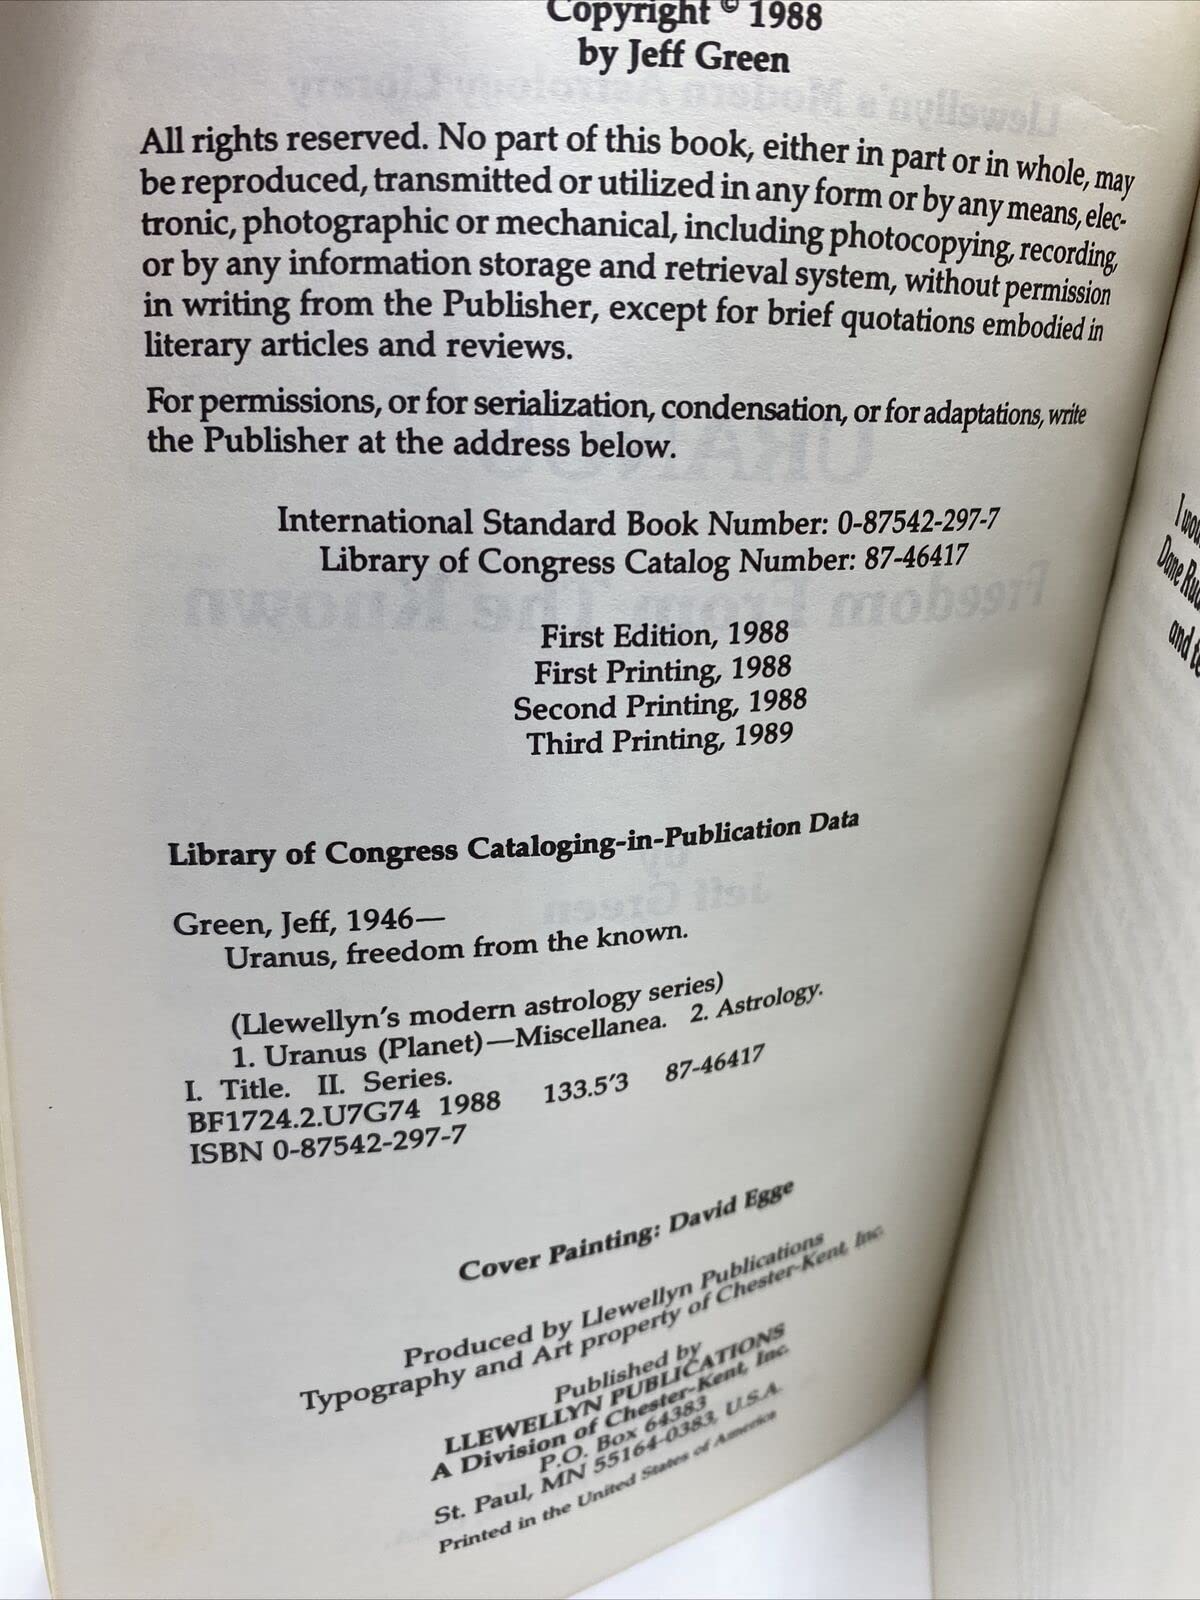 Copyright © 1988
by Jeff Green
All rights reserved. No part of this book, either in part or in whole, may
be reproduced, transmitted or utilized in any form or by any means, elec-
tronic, photographic or mechanical, including photocopying, recording,
or by any information storage and retrieval system, without permission
in writing from the Publisher, except for brief quotations embodied in
literary articles and reviews.
For permissions, or for serialization, condensation, or for adaptations, write
the Publisher at the address below.
International Standard Book Number: 0-87542-297-7
Library of Congress Catalog Number: 87-46417
First Edition, 1988
First Printing, 1988
Second Printing, 1988
Third Printing, 1989
Library of Congress Cataloging-in-Publication Data
Green, Jeff, 1946—
Uranus, freedom from the known.
(Llewellyn's modern astrology series)
1. Uranus (Planet)—Miscellanea. 2. Astrology.
I. Title. II. Series.
BF1724.2.U7G74 1988 133.5'3 87-46417
ISBN 0-87542-297-7
Cover Painting: David Egge
Produced by Llewellyn Publications
Typography and Art property of Chester-Kent, Inc.
Published by
LLEWELLYN PUBLICATIONS
A Division of Chester-Kent, Inc.
P.O. Box 64383
St. Paul, MN 55164-0383, U.S.A.
Printed in the United States of America
I
Dane
and